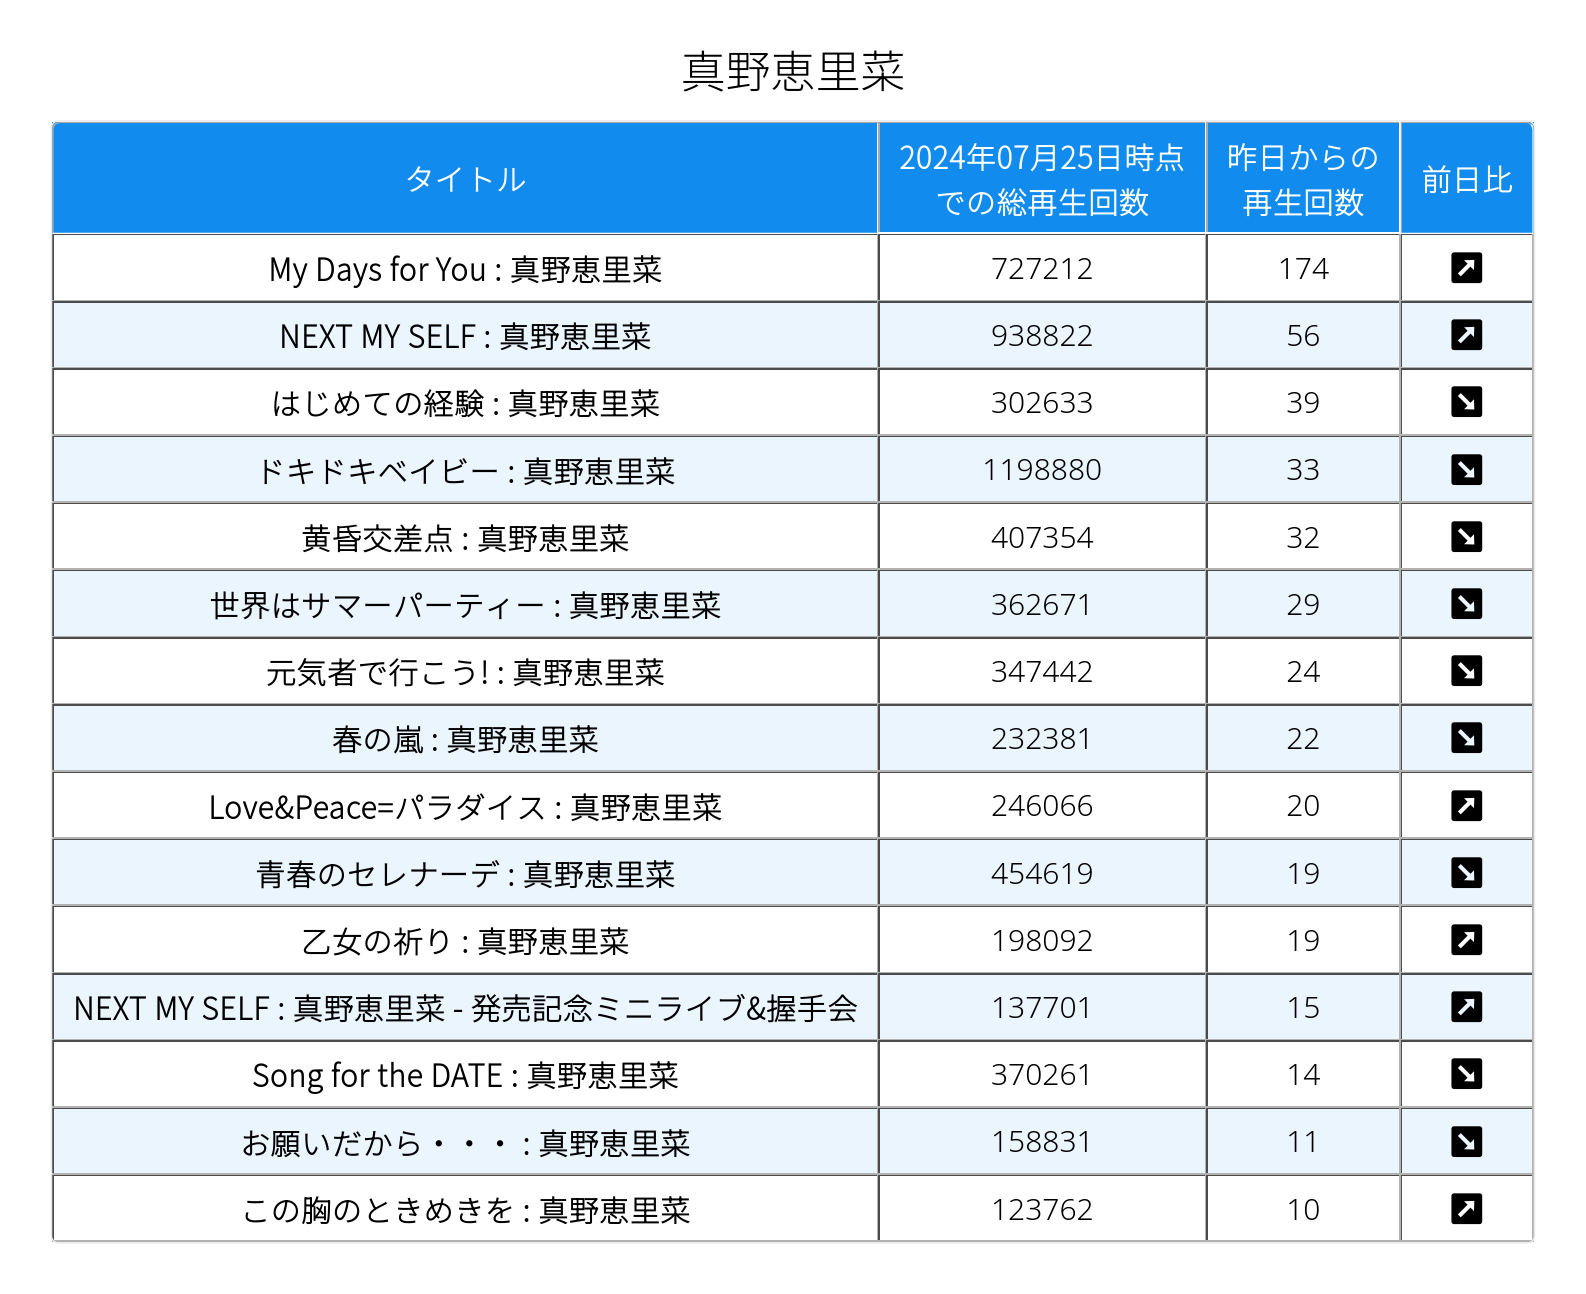 真野恵里菜
タイトル 2024年07月25日時点での総再生回数 昨日からの再生回数 前日比
My Days for You : 真野恵里菜 727212 174 ↗
NEXT MY SELF : 真野恵里菜 938822 56 ↗
はじめての経験 : 真野恵里菜 302633 39 ↘
ドキドキベイビー : 真野恵里菜 1198880 33 ↘
黄昏交差点 : 真野恵里菜 407354 32 ↘
世界はサマーパーティー : 真野恵里菜 362671 29 ↘
元気者で行こう! : 真野恵里菜 347442 24 ↘
春の嵐 : 真野恵里菜 232381 22 ↘
Love&Peace=パラダイス : 真野恵里菜 246066 20 ↗
青春のセレナーデ : 真野恵里菜 454619 19 ↘
乙女の祈り : 真野恵里菜 198092 19 ↗
NEXT MY SELF : 真野恵里菜 - 発売記念ミニライブ&握手会 137701 15 ↗
Song for the DATE : 真野恵里菜 370261 14 ↘
お願いだから・・・ : 真野恵里菜 158831 11 ↘
この胸のときめきを : 真野恵里菜 123762 10 ↗